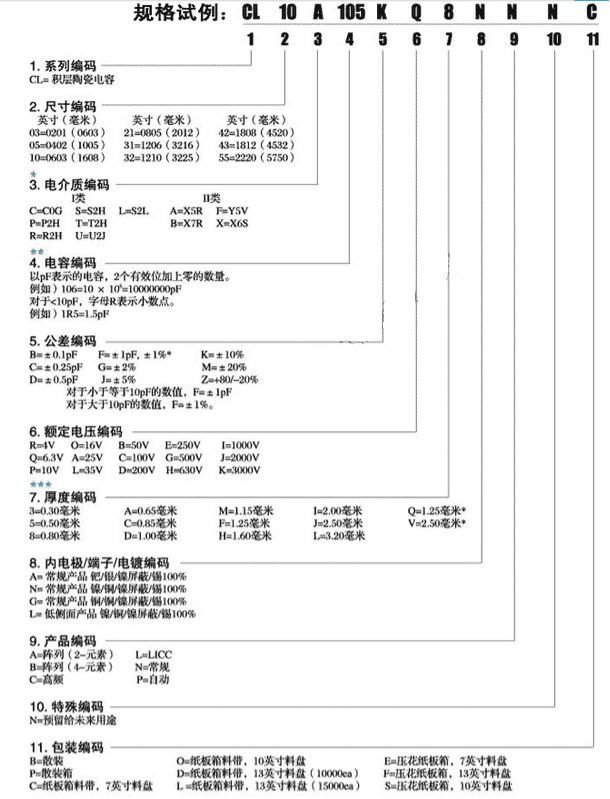 规格试例： CL 10 A 105 K Q 8 N N N C
1 2 3 4 5 6 7 8 9 10 11
1. 系列编码
CL= 积层陶瓷电容
2. 尺寸编码
英寸（毫米） 英寸（毫米） 英寸（毫米）
03=0201（0603） 21=0805（2012） 42=1808（4520）
05=0402（1005） 31=1206（3216） 43=1812（4532）
10=0603（1608） 32=1210（3225） 55=2220（5750）
*
3. 电介质编码
I类 II类
C=C0G S=S2H L=S2L A=X5R F=Y5V
P=P2H T=T2H B=X7R X=X6S
R=R2H U=U2J
**
4. 电容编码
以pF表示的电容，2个有效位加上零的数量。
例如）106=10 × 10⁶=10000000pF
对于<10pF，字母R表示小数点。
例如）1R5=1.5pF
5. 公差编码
B=±0.1pF F=±1pF, ±1%* K=±10%
C=±0.25pF G=±2% M=±20%
D=±0.5pF J=±5% Z=+80/-20%
对于小于等于10pF的数值，F=±1pF
对于大于10pF的数值，F=±1%。
6. 额定电压编码
R=4V O=16V B=50V E=250V I=1000V
Q=6.3V A=25V C=100V G=500V J=2000V
P=10V L=35V D=200V H=630V K=3000V
***
7. 厚度编码
3=0.30毫米 A=0.65毫米 M=1.15毫米 I=2.00毫米 Q=1.25毫米*
5=0.50毫米 C=0.85毫米 F=1.25毫米 J=2.50毫米 V=2.50毫米*
8=0.80毫米 D=1.00毫米 H=1.60毫米 L=3.20毫米
8. 内电极/端子/电镀编码
A= 常规产品 钯/银/镍屏蔽/锡100%
N= 常规产品 镍/铜/镍屏蔽/锡100%
G= 常规产品 铜/铜/镍屏蔽/锡100%
L= 低侧面产品 镍/铜/镍屏蔽/锡100%
9. 产品编码
A=阵列（2-元素） L=LICC
B=阵列（4-元素） N=常规
C=高频 P=自动
10. 特殊编码
N=预留给未来用途
11. 包装编码
B=散装 O=纸板箱料带，10英寸料盘 E=压花纸板箱，7英寸料盘
P=散装箱 D=纸板箱料带，13英寸料盘（10000ea） F=压花纸板箱，13英寸料盘
C=纸板箱料带，7英寸料盘 L=纸板箱料带，13英寸料盘（15000ea） S=压花纸板箱，10英寸料盘